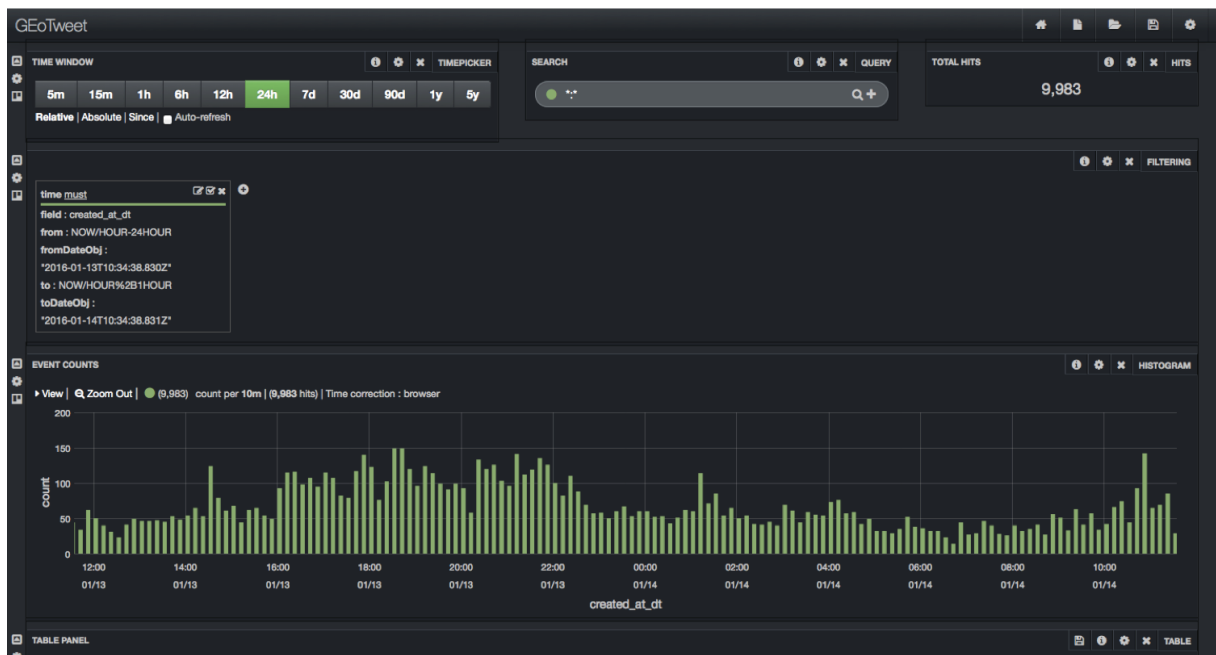 GEoTweet
TIME WINDOW TIMEPICKER
5m 15m 1h 6h 12h 24h 7d 30d 90d 1y 5y
Relative | Absolute | Since | Auto-refresh
SEARCH QUERY
*:*
TOTAL HITS HITS
9,983
FILTERING
time must
field : created_at_dt
from : NOW/HOUR-24HOUR
fromDateObj :
"2016-01-13T10:34:38.830Z"
to : NOW/HOUR%2B1HOUR
toDateObj :
"2016-01-14T10:34:38.831Z"
EVENT COUNTS HISTOGRAM
View | Zoom Out | (9,983) count per 10m | (9,983 hits) | Time correction : browser
200
150
100
50
0
count
12:00 14:00 16:00 18:00 20:00 22:00 00:00 02:00 04:00 06:00 08:00 10:00
01/13 01/13 01/13 01/13 01/13 01/13 01/14 01/14 01/14 01/14 01/14 01/14
created_at_dt
TABLE PANEL TABLE